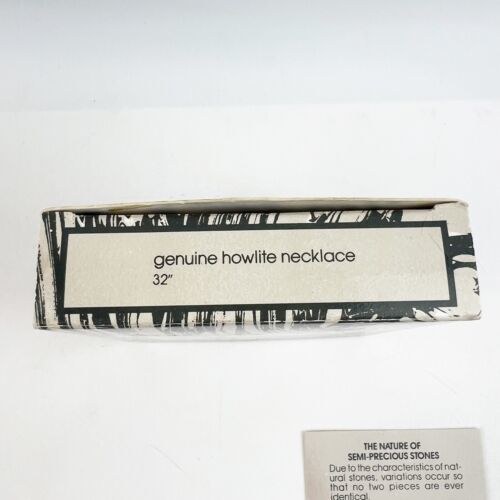 genuine howlite necklace
32"
THE NATURE OF
SEMI-PRECIOUS STONES
Due to the characteristics of nat-
ural stones, variations occur so
that no two pieces are ever
identical.